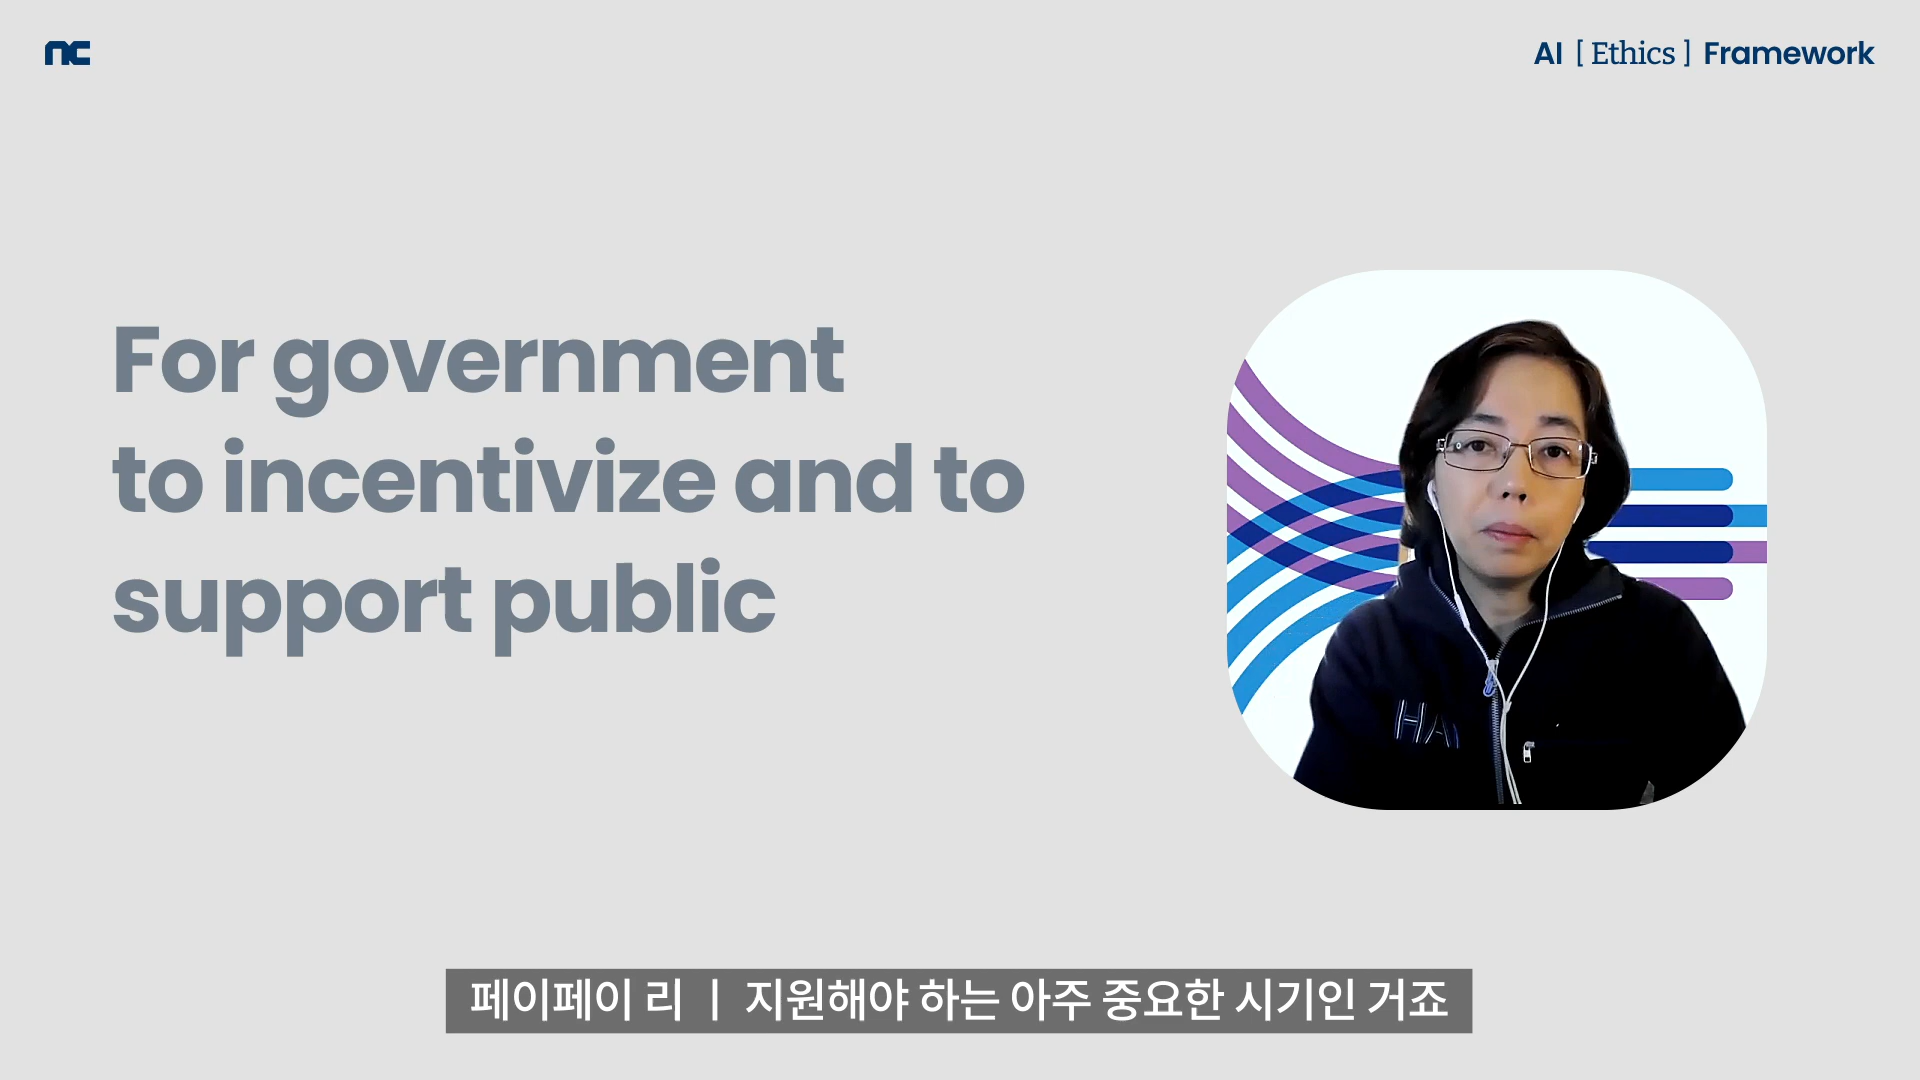 nc
AI [ Ethics ] Framework
For government
to incentivize and to
support public
HAI
페이페이 리 ㅣ 지원해야 하는 아주 중요한 시기인 거죠